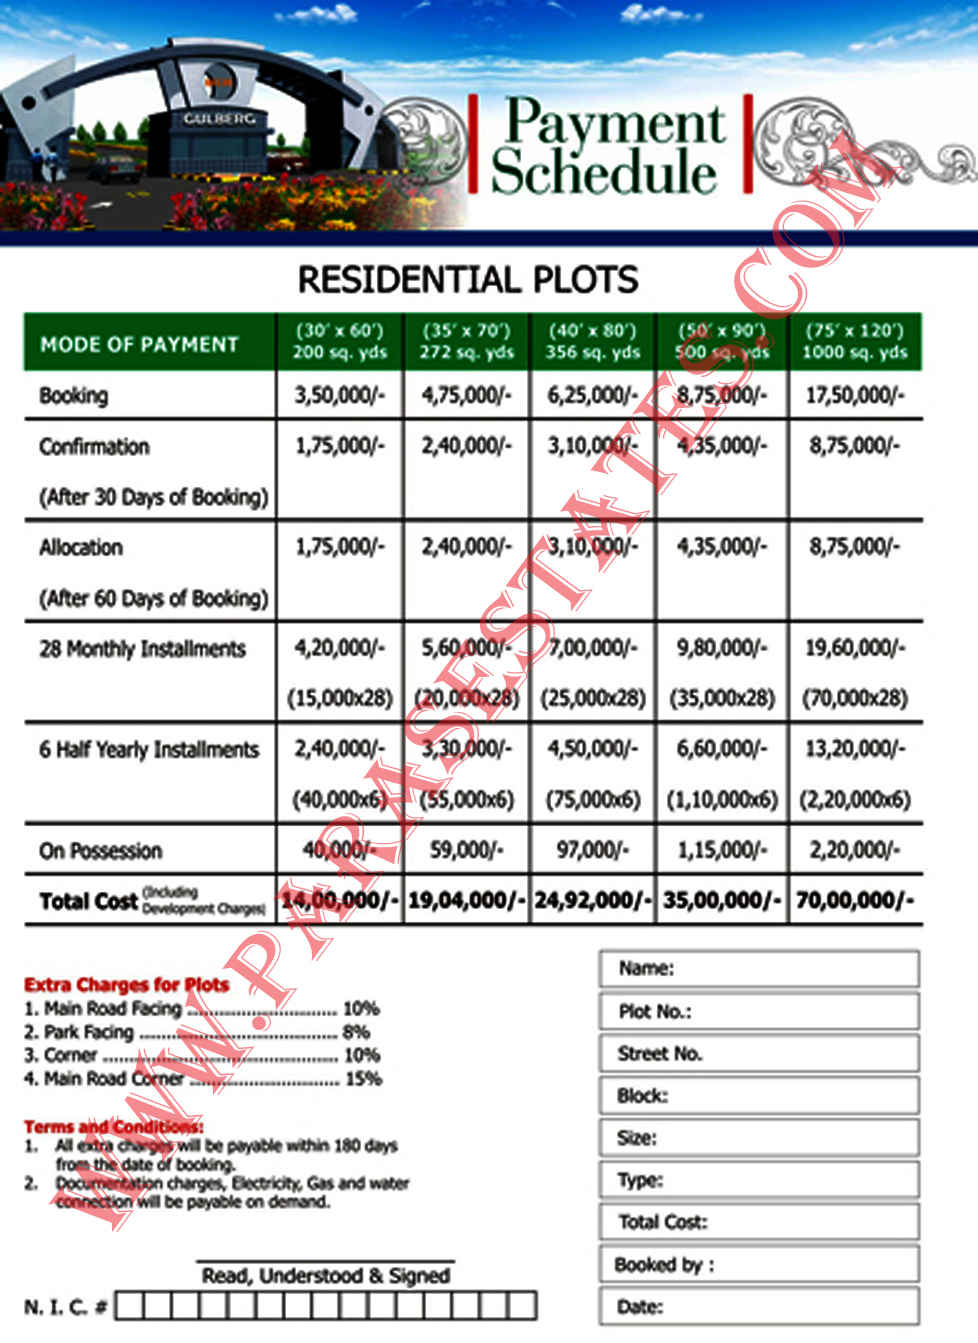 GULBERG
Payment
Schedule
RESIDENTIAL PLOTS
MODE OF PAYMENT (30' x 60') 200 sq. yds (35' x 70') 272 sq. yds (40' x 80') 356 sq. yds (50' x 90') 500 sq. yds (75' x 120') 1000 sq. yds
Booking 3,50,000/- 4,75,000/- 6,25,000/- 8,75,000/- 17,50,000/-
Confirmation 1,75,000/- 2,40,000/- 3,10,000/- 4,35,000/- 8,75,000/-
(After 30 Days of Booking)
Allocation 1,75,000/- 2,40,000/- 3,10,000/- 4,35,000/- 8,75,000/-
(After 60 Days of Booking)
28 Monthly Installments 4,20,000/- 5,60,000/- 7,00,000/- 9,80,000/- 19,60,000/-
(15,000x28) (20,000x28) (25,000x28) (35,000x28) (70,000x28)
6 Half Yearly Installments 2,40,000/- 3,30,000/- 4,50,000/- 6,60,000/- 13,20,000/-
(40,000x6) (55,000x6) (75,000x6) (1,10,000x6) (2,20,000x6)
On Possession 40,000/- 59,000/- 97,000/- 1,15,000/- 2,20,000/-
Total Cost (Including Development Charges) 14,00,000/- 19,04,000/- 24,92,000/- 35,00,000/- 70,00,000/-
Extra Charges for Plots
1. Main Road Facing .................................. 10%
2. Park Facing .......................................... 8%
3. Corner .................................................. 10%
4. Main Road Corner ................................ 15%
Terms and Conditions:
1. All extra charges will be payable within 180 days
from the date of booking.
2. Documentation charges, Electricity, Gas and water
connection will be payable on demand.
Read, Understood & Signed
N. I. C. #
Name:
Plot No.:
Street No.
Block:
Size:
Type:
Total Cost:
Booked by :
Date:
WWW.PARASESTATES.COM